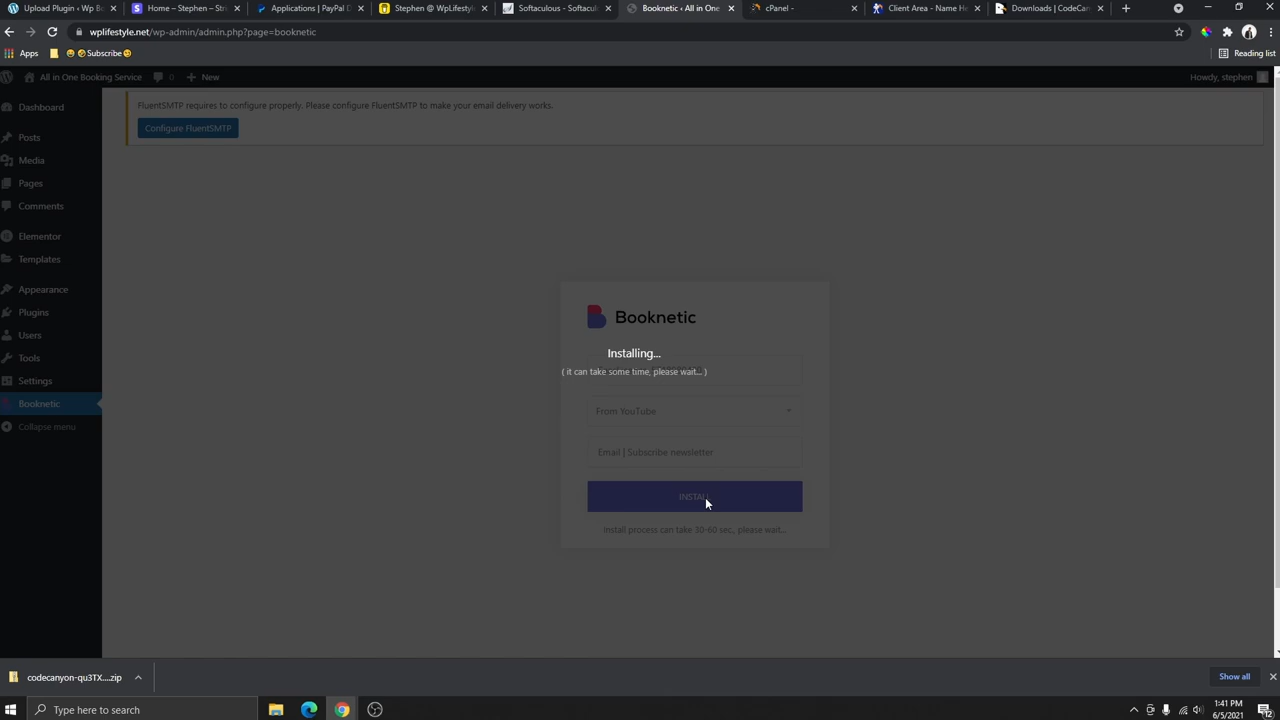 Upload Plugin ‹ Wp Bo
Home – Stephen – Str
Applications | PayPal D
Stephen @ WpLifestyle
Softaculous - Softacul
Booknetic ‹ All in One
cPanel -
Client Area - Name He
Downloads | CodeCan
wplifestyle.net/wp-admin/admin.php?page=booknetic
Apps
Subscribe
Reading list
All in One Booking Service
0
New
Howdy, stephen
Dashboard
Posts
Media
Pages
Comments
Elementor
Templates
Appearance
Plugins
Users
Tools
Settings
Booknetic
Collapse menu
FluentSMTP requires to configure properly. Please configure FluentSMTP to make your email delivery works.
Configure FluentSMTP
Booknetic
Installing...
( it can take some time, please wait... )
From YouTube
Email | Subscribe newsletter
INSTALL
Install process can take 30-60 sec., please wait...
codecanyon-qu3TX....zip
Show all
Type here to search
1:41 PM
6/5/2021